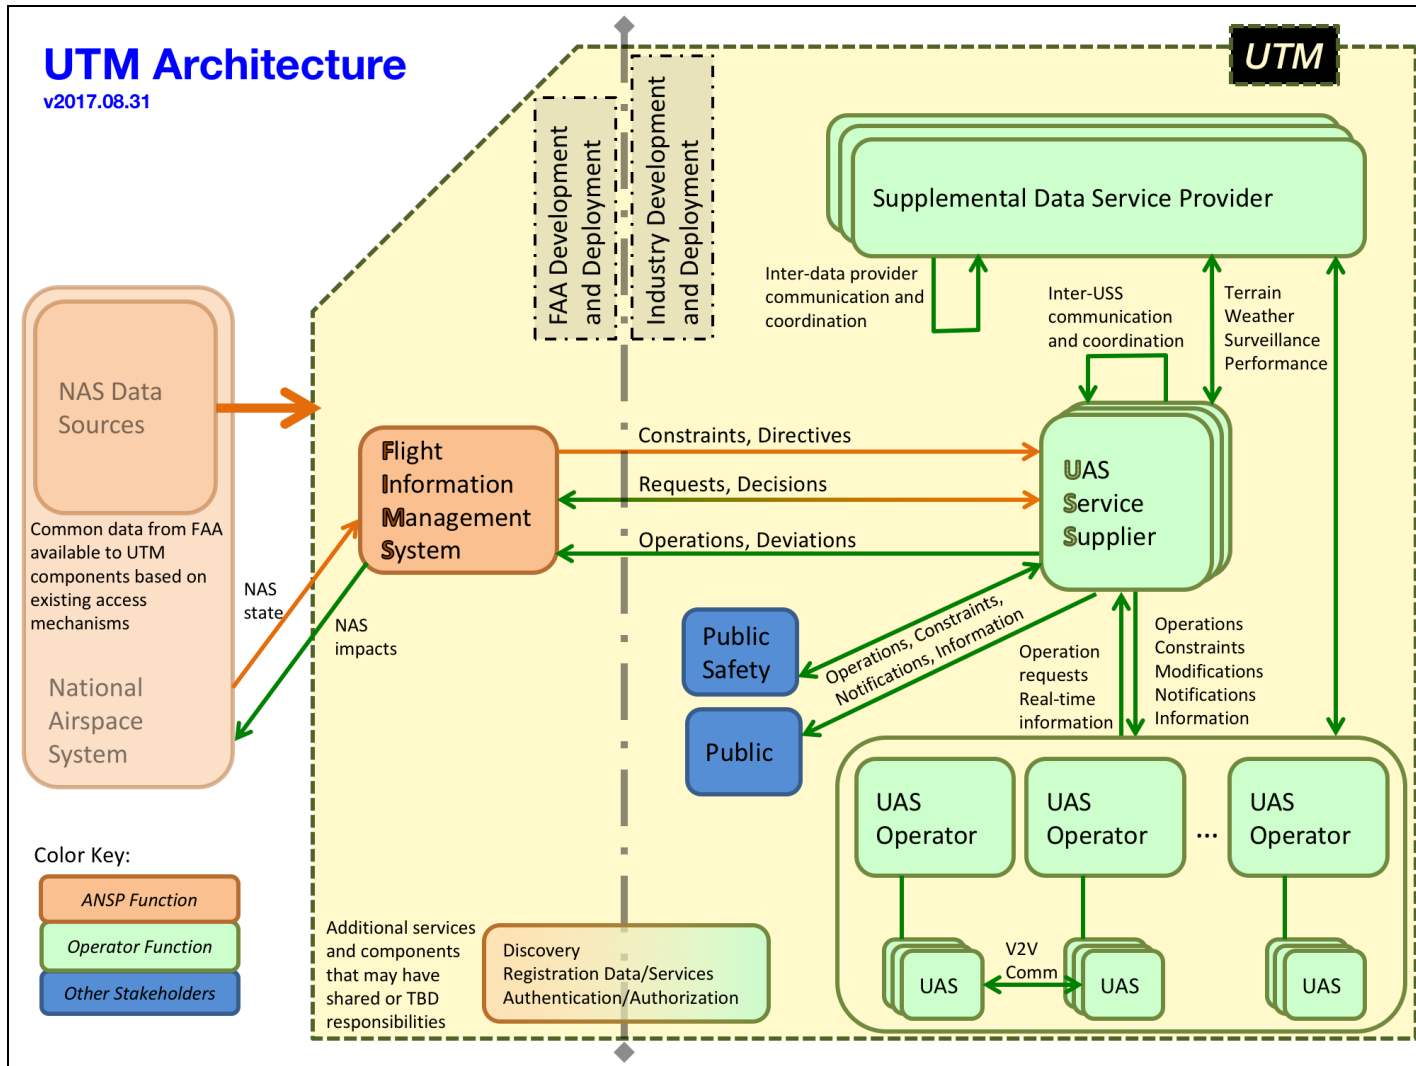 UTM Architecture
v2017.08.31
UTM
FAA Development
and Deployment
Industry Development
and Deployment
Supplemental Data Service Provider
Inter-data provider
communication and
coordination
Inter-USS
communication
and coordination
Terrain
Weather
Surveillance
Performance
NAS Data
Sources
Common data from FAA
available to UTM
components based on
existing access
mechanisms
National
Airspace
System
NAS
state
NAS
impacts
Flight
Information
Management
System
Constraints, Directives
Requests, Decisions
Operations, Deviations
UAS
Service
Supplier
Public
Safety
Public
Operations, Constraints,
Notifications, Information
Operation
requests
Real-time
information
Operations
Constraints
Modifications
Notifications
Information
UAS
Operator
UAS
Operator
...
UAS
Operator
UAS
V2V
Comm
UAS
UAS
Color Key:
ANSP Function
Operator Function
Other Stakeholders
Additional services
and components
that may have
shared or TBD
responsibilities
Discovery
Registration Data/Services
Authentication/Authorization